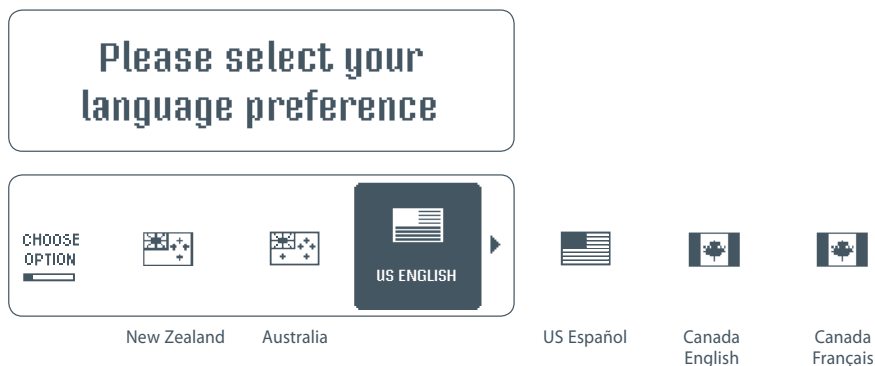 Please select your
language preference
CHOOSE
OPTION
US ENGLISH
New Zealand
Australia
US Español
Canada
English
Canada
Français